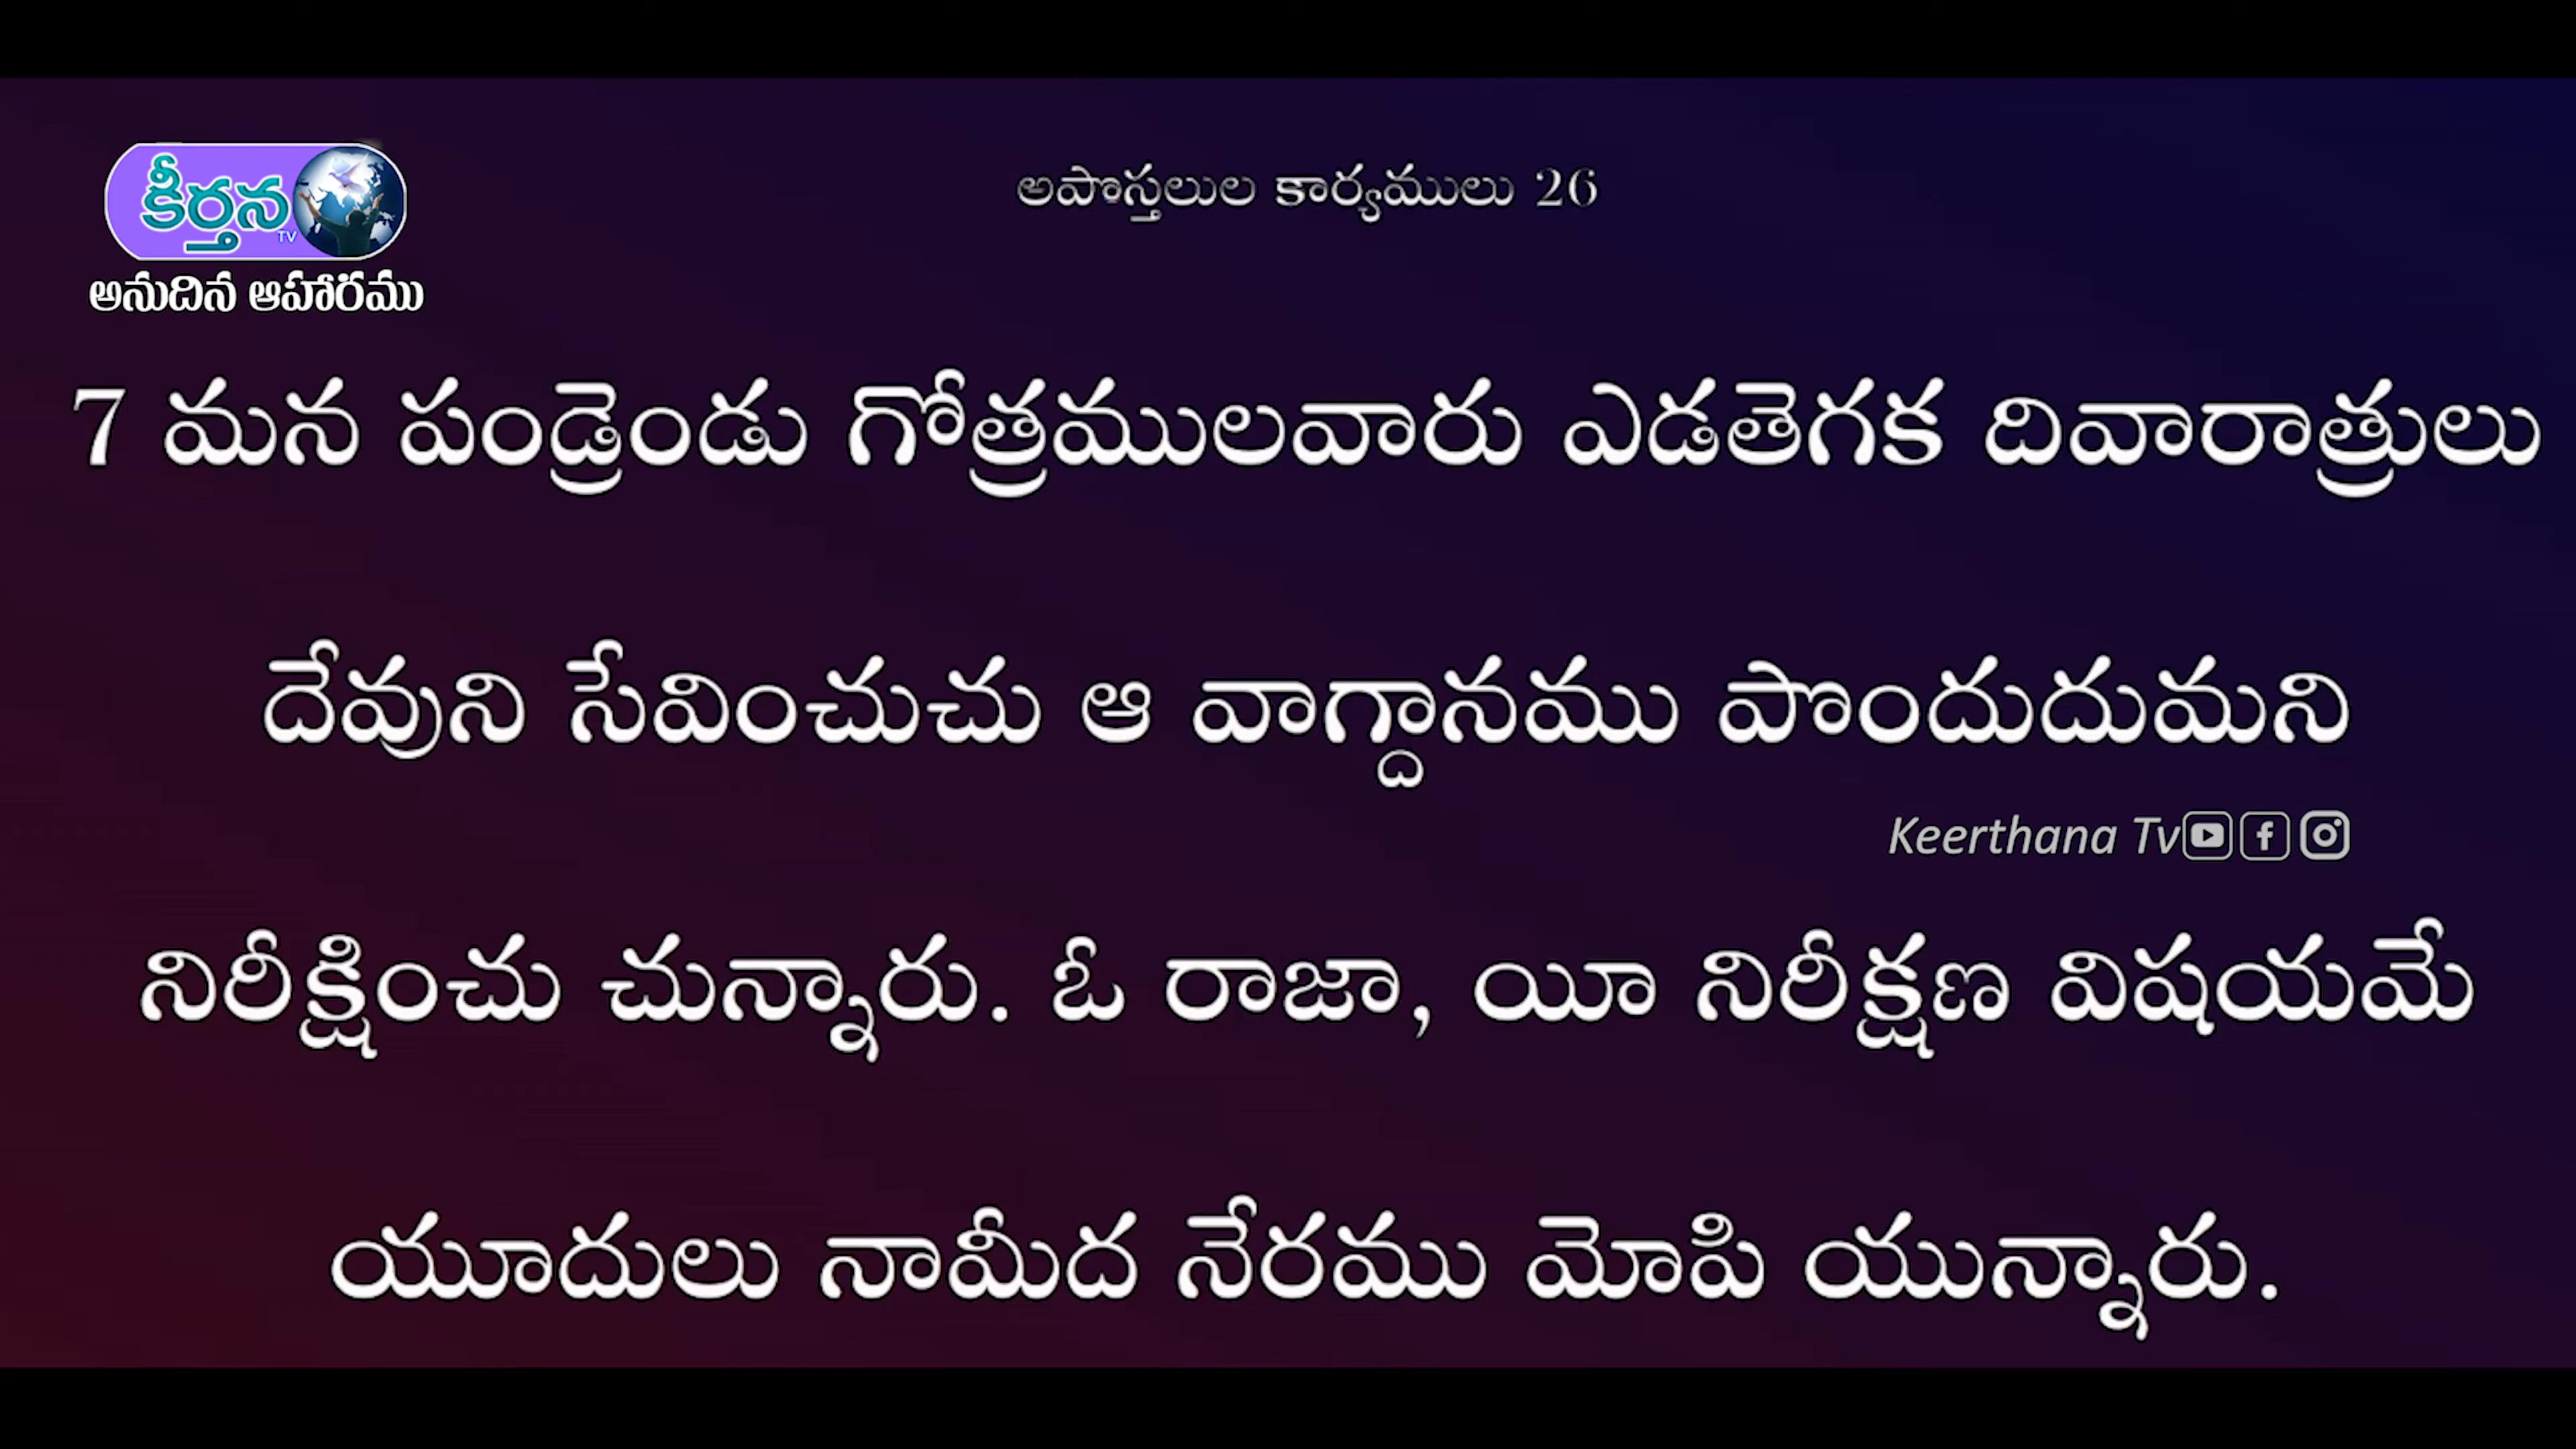 కీర్తన
TV
అనుదిన ఆహారము
అపొస్తలుల కార్యములు 26
7 మన పండ్రెండు గోత్రములవారు ఎడతెగక దివారాత్రులు
దేవుని సేవించుచు ఆ వాగ్దానము పొందుదుమని
Keerthana Tv
నిరీక్షించు చున్నారు. ఓ రాజా, యీ నిరీక్షణ విషయమే
యూదులు నామీద నేరము మోపి యున్నారు.